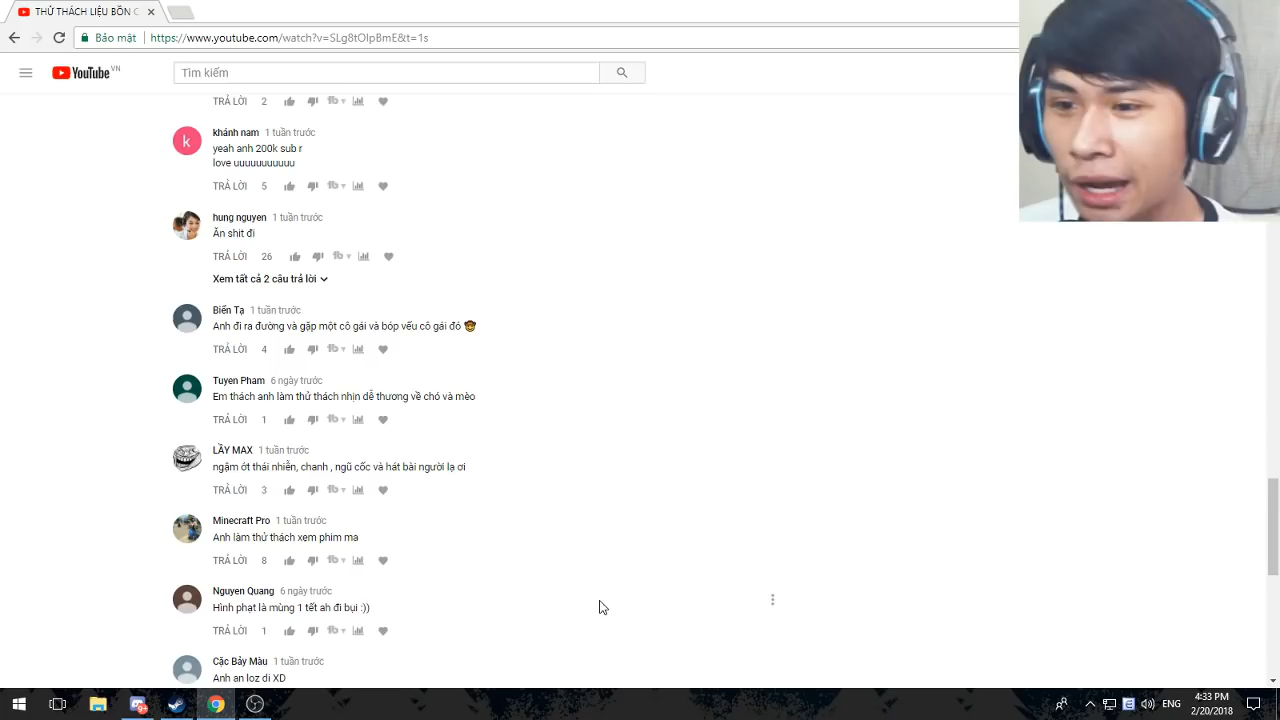 THỬ THÁCH LIỆU BỒN C
Bảo mật
https://www.youtube.com/watch?v=SLg8tOlpBmE&t=1s
YouTube VN
Tìm kiếm
TRẢ LỜI 2
khánh nam 1 tuần trước
yeah anh 200k sub r
love uuuuuuuuuuu
TRẢ LỜI 5
hung nguyen 1 tuần trước
Ăn shit đi
TRẢ LỜI 26
Xem tất cả 2 câu trả lời
Biển Tạ 1 tuần trước
Anh đi ra đường và gặp một cô gái và bóp vếu cô gái đó 🤠
TRẢ LỜI 4
Tuyen Pham 6 ngày trước
Em thách anh làm thử thách nhịn dễ thương về chó và mèo
TRẢ LỜI 1
LẦY MAX 1 tuần trước
ngậm ớt thái nhiễn, chanh , ngũ cốc và hát bài người lạ ơi
TRẢ LỜI 3
Minecraft Pro 1 tuần trước
Anh làm thử thách xem phim ma
TRẢ LỜI 8
Nguyen Quang 6 ngày trước
Hình phạt là mùng 1 tết ah đi bụi :))
TRẢ LỜI 1
Cặc Bảy Màu 1 tuần trước
Anh an loz di XD
ENG
4:33 PM
2/20/2018